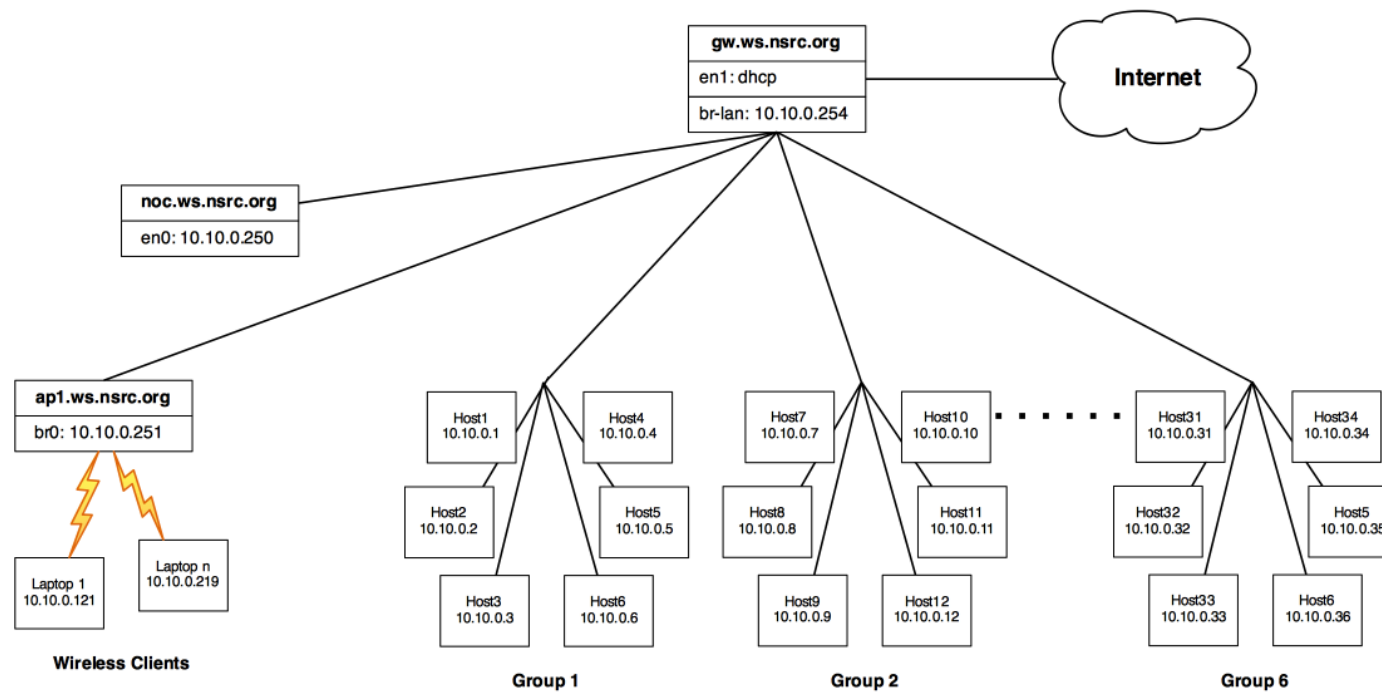 gw.ws.nsrc.org
en1: dhcp
br-lan: 10.10.0.254
Internet
noc.ws.nsrc.org
en0: 10.10.0.250
ap1.ws.nsrc.org
br0: 10.10.0.251
Laptop 1
10.10.0.121
Laptop n
10.10.0.219
Wireless Clients
Host1
10.10.0.1
Host4
10.10.0.4
Host2
10.10.0.2
Host5
10.10.0.5
Host3
10.10.0.3
Host6
10.10.0.6
Group 1
Host7
10.10.0.7
Host10
10.10.0.10
Host8
10.10.0.8
Host11
10.10.0.11
Host9
10.10.0.9
Host12
10.10.0.12
Group 2
Host31
10.10.0.31
Host34
10.10.0.34
Host32
10.10.0.32
Host5
10.10.0.35
Host33
10.10.0.33
Host6
10.10.0.36
Group 6